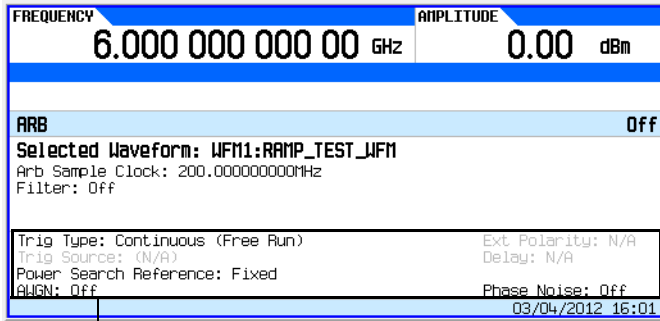 FREQUENCY AMPLITUDE
6.000 000 000 00 GHz 0.00 dBm
ARB Off
Selected Waveform: WFM1:RAMP_TEST_WFM
Arb Sample Clock: 200.000000000MHz
Filter: Off
Trig Type: Continuous (Free Run) Ext Polarity: N/A
Trig Source: (N/A) Delay: N/A
Power Search Reference: Fixed
AWGN: Off Phase Noise: Off
03/04/2012 16:01